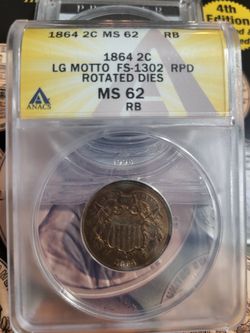 4th
Edition
1864 2C MS 62 RB
1864 2C
LG MOTTO FS-1302 RPD
ROTATED DIES
MS 62
RB
ANACS